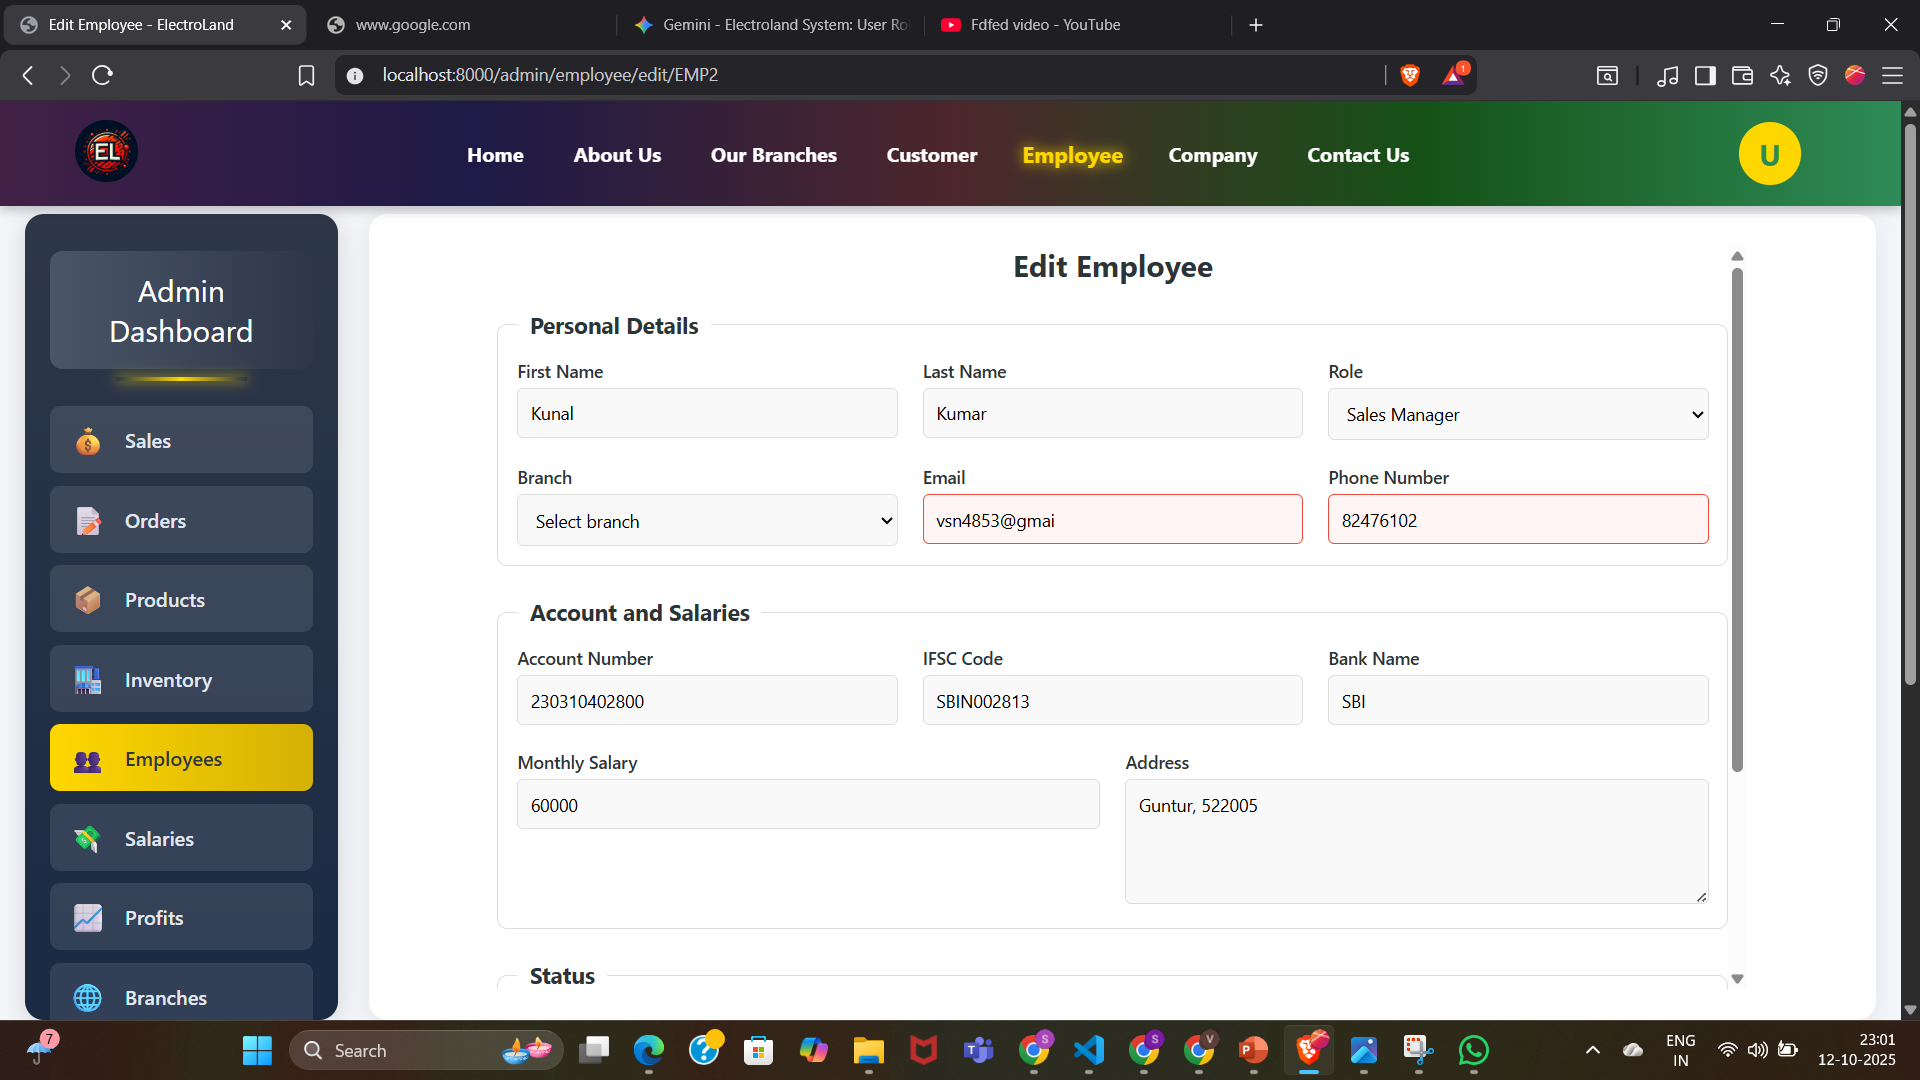 Edit Employee - ElectroLand
www.google.com
Gemini - Electroland System: User Ro
Fdfed video - YouTube
localhost:8000/admin/employee/edit/EMP2
1
EL
Home
About Us
Our Branches
Customer
Employee
Company
Contact Us
U
Admin
Dashboard
Sales
Orders
Products
Inventory
Employees
Salaries
Profits
Branches
Edit Employee
Personal Details
First Name
Last Name
Role
Kunal
Kumar
Sales Manager
Branch
Email
Phone Number
Select branch
vsn4853@gmai
82476102
Account and Salaries
Account Number
IFSC Code
Bank Name
230310402800
SBIN002813
SBI
Monthly Salary
Address
60000
Guntur, 522005
Status
7
Search
S
S
V
ENG
IN
23:01
12-10-2025